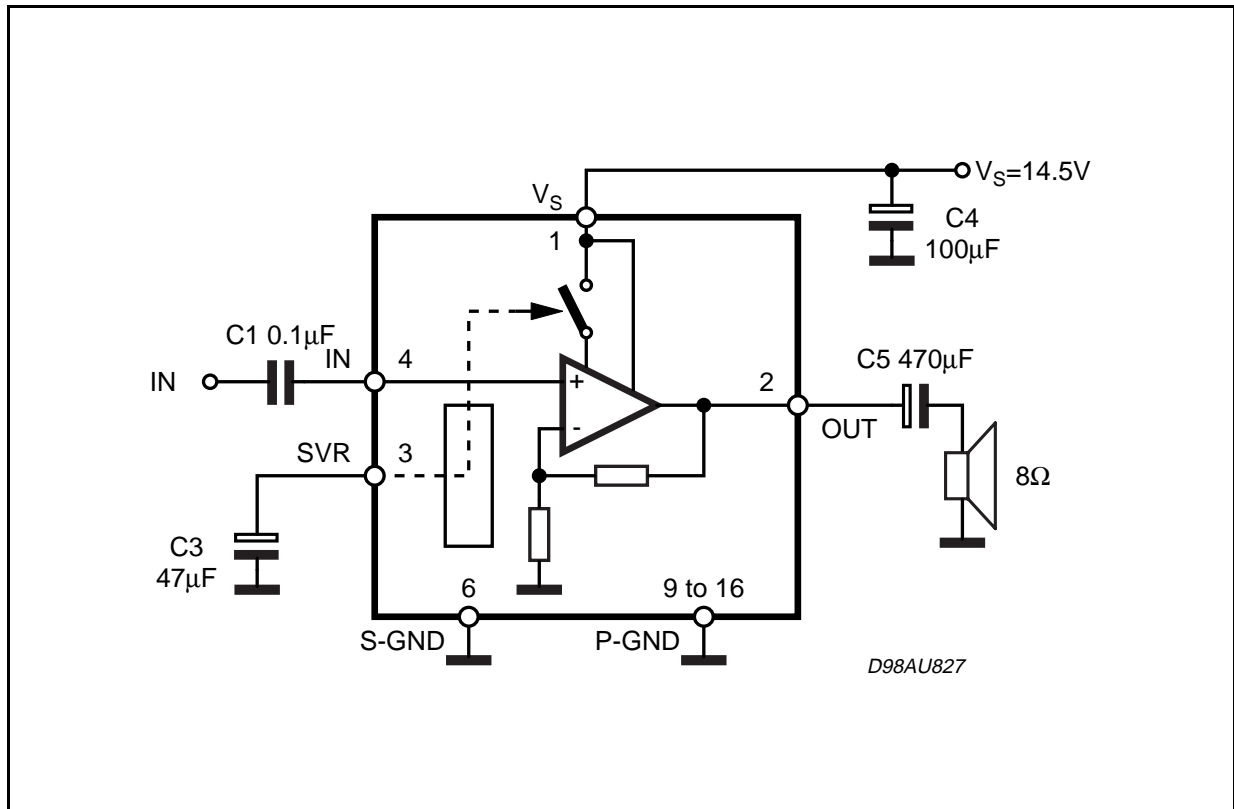 V_S=14.5V
V_S
C4
100μF
1
C1 0.1μF
IN
4
C5 470μF
IN
+
2
OUT
-
SVR
3
8Ω
C3
47μF
6
9 to 16
S-GND
P-GND
D98AU827